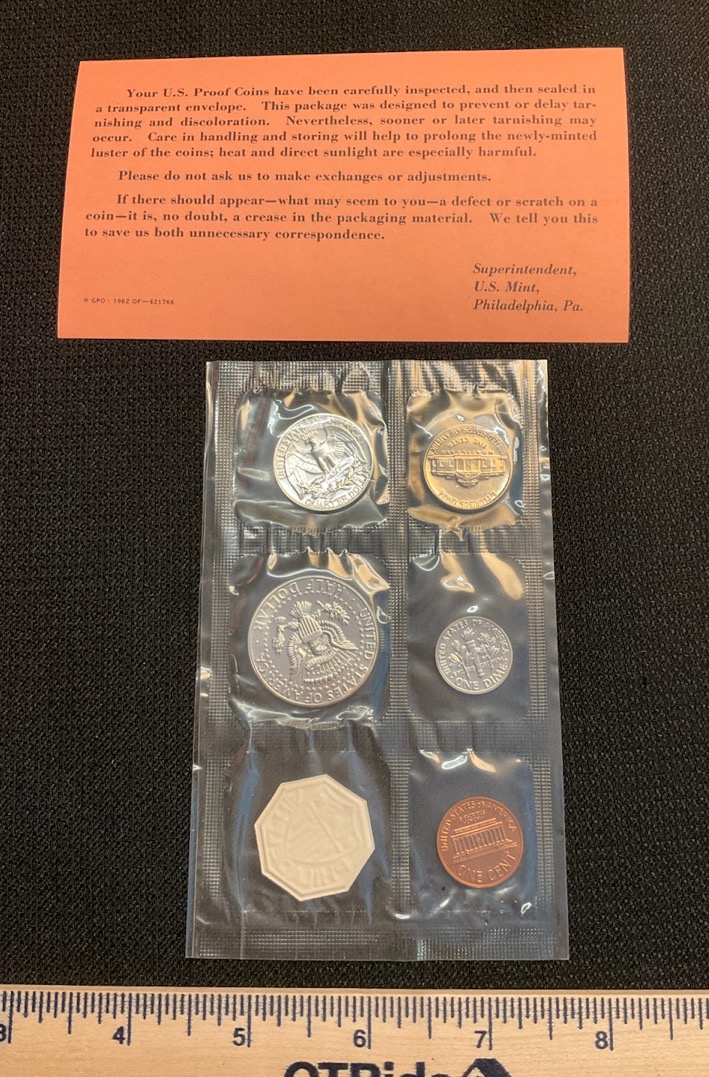 Your U.S. Proof Coins have been carefully inspected, and then sealed in
a transparent envelope. This package was designed to prevent or delay tar-
nishing and discoloration. Nevertheless, sooner or later tarnishing may
occur. Care in handling and storing will help to prolong the newly-minted
luster of the coins; heat and direct sunlight are especially harmful.
Please do not ask us to make exchanges or adjustments.
If there should appear—what may seem to you—a defect or scratch on a
coin—it is, no doubt, a crease in the packaging material. We tell you this
to save us both unnecessary correspondence.
Superintendent,
U.S. Mint,
Philadelphia, Pa.
© GPO : 1962 OF—621766
QUARTER DOLLAR
HALF DOLLAR
UNITED STATES OF AMERICA
UNITED STATES OF AMERICA
ONE DIME
UNITED STATES OF AMERICA
ONE CENT
3 4 5 6 7 8